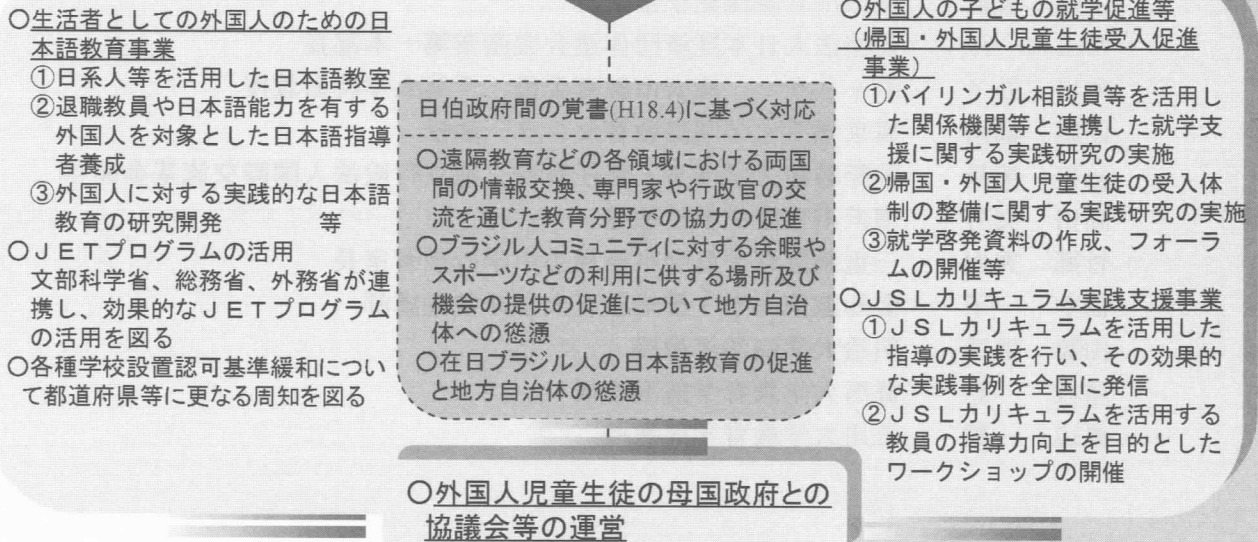 〇生活者としての外国人のための日
本語教育事業
①日系人等を活用した日本語教室
②退職教員や日本語能力を有する
外国人を対象とした日本語指導
者養成
③外国人に対する実践的な日本語
教育の研究開発　　　等
〇ＪＥＴプログラムの活用
文部科学省、総務省、外務省が連
携し、効果的なＪＥＴプログラム
の活用を図る
〇各種学校設置認可基準緩和につい
て都道府県等に更なる周知を図る
日伯政府間の覚書(H18.4)に基づく対応
〇遠隔教育などの各領域における両国
間の情報交換、専門家や行政官の交
流を通じた教育分野での協力の促進
〇ブラジル人コミュニティに対する余暇や
スポーツなどの利用に供する場所及び
機会の提供の促進について地方自治
体への慫慂
〇在日ブラジル人の日本語教育の促進
と地方自治体の慫慂
〇外国人児童生徒の母国政府との
協議会等の運営
〇外国人の子どもの就学促進等
（帰国・外国人児童生徒受入促進
事業）
①バイリンガル相談員等を活用し
た関係機関等と連携した就学支
援に関する実践研究の実施
②帰国・外国人児童生徒の受入体
制の整備に関する実践研究の実施
③就学啓発資料の作成、フォーラ
ムの開催等
〇ＪＳＬカリキュラム実践支援事業
①ＪＳＬカリキュラムを活用した
指導の実践を行い、その効果的
な実践事例を全国に発信
②ＪＳＬカリキュラムを活用する
教員の指導力向上を目的とした
ワークショップの開催